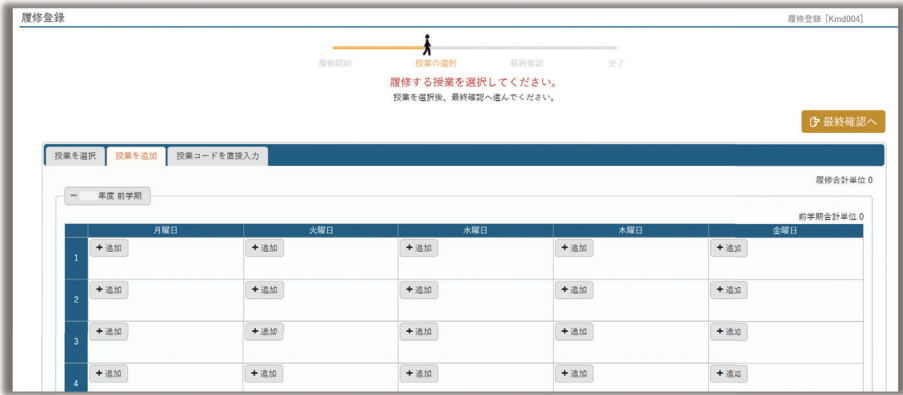 履修登録
履修登録 [Kmd004]
履修開始 授業の選択 最終確認 完了
履修する授業を選択してください。
授業を選択後、最終確認へ進んでください。
最終確認へ
授業を選択 授業を追加 授業コードを直接入力
履修合計単位 0
− 年度 前学期
前学期合計単位 0
月曜日 火曜日 水曜日 木曜日 金曜日
1 +追加 +追加 +追加 +追加 +追加
2 +追加 +追加 +追加 +追加 +追加
3 +追加 +追加 +追加 +追加 +追加
4 +追加 +追加 +追加 +追加 +追加